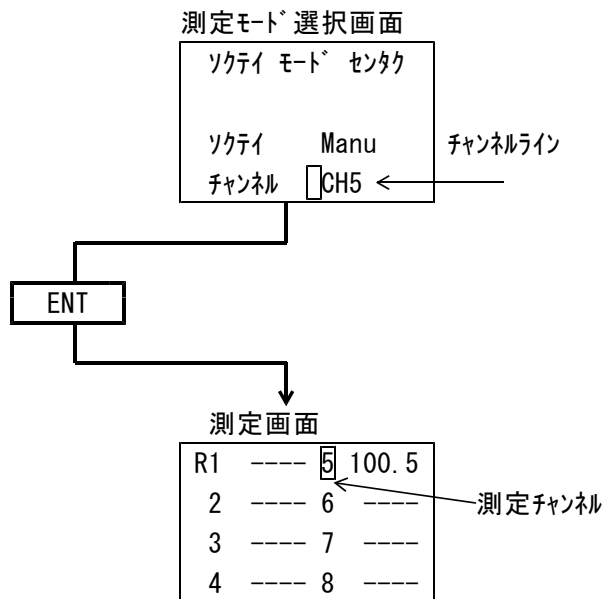 測定ﾓｰﾄﾞ選択画面
ｿｸﾃｲ ﾓｰﾄﾞ ｾﾝﾀｸ
ｿｸﾃｲ Manu
ﾁｬﾝﾈﾙﾗｲﾝ
ﾁｬﾝﾈﾙ CH5
ENT
測定画面
R1 ---- 5 100.5
2 ---- 6 ----
測定ﾁｬﾝﾈﾙ
3 ---- 7 ----
4 ---- 8 ----